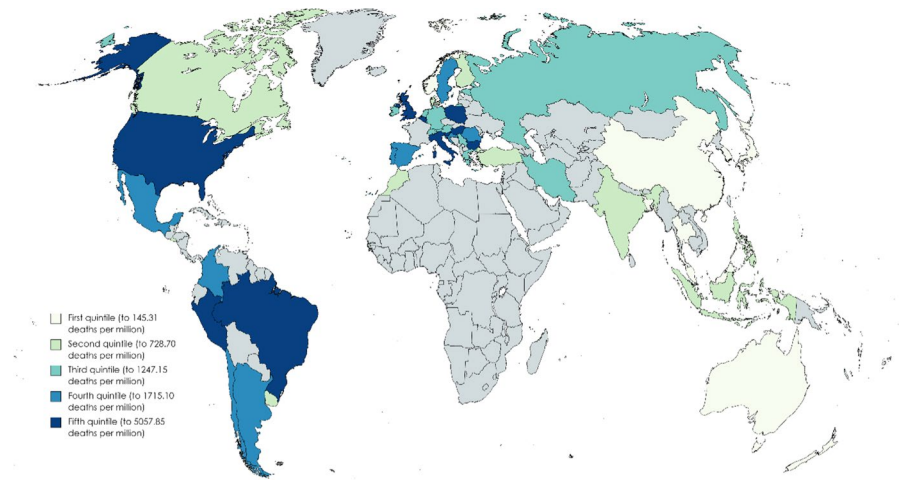 First quintile (to 145.31
deaths per million)
Second quintile (to 728.70
deaths per million)
Third quintile (to 1247.15
deaths per million)
Fourth quintile (to 1715.10
deaths per million)
Fifth quintile (to 5057.85
deaths per million)